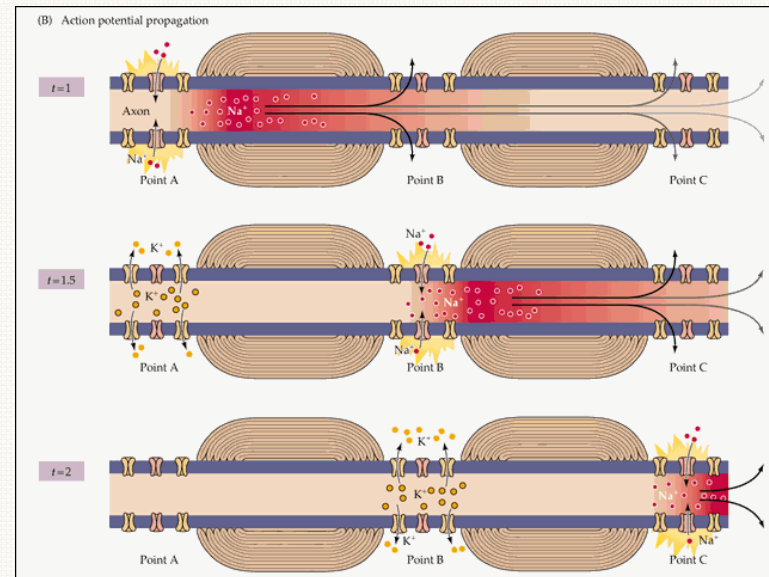 (B) Action potential propagation
t=1
Axon
Na⁺
Na⁺
Point A
Point B
Point C
Na⁺
K⁺
t=1.5
K⁺
Na⁺
Na⁺
Point A
Point B
Point C
K⁺
t=2
K⁺
Na⁺
K⁺
Na⁺
Point A
Point B
Point C